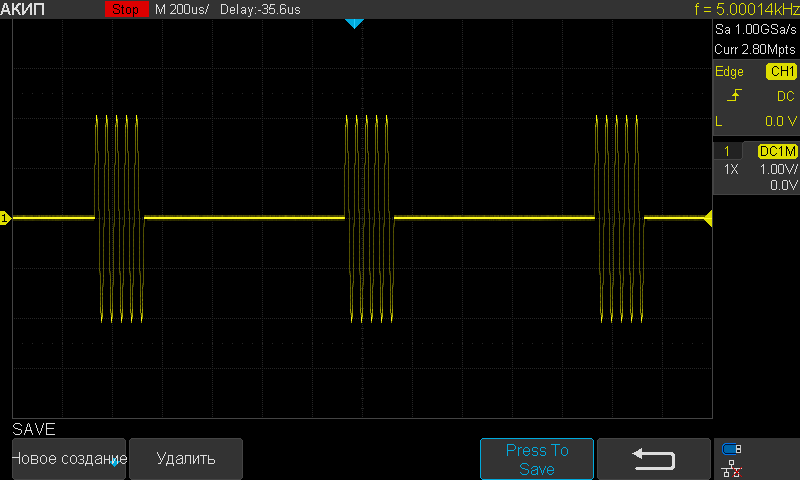 АКИП Stop M 200us/ Delay:-35.6us f = 5.00014kHz
Sa 1.00GSa/s
Curr 2.80Mpts
Edge CH1
DC
L 0.0 V
1 DC1M
1X 1.00V/
0.0V
1
SAVE
Новое создание Удалить Press To Save